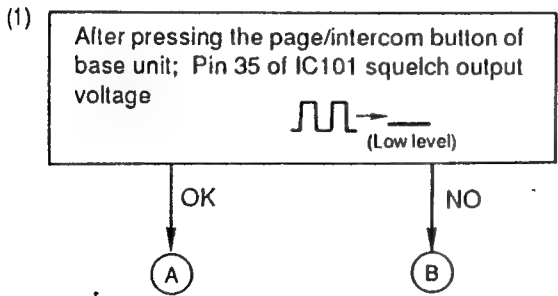 (1)
After pressing the page/intercom button of
base unit; Pin 35 of IC101 squelch output
voltage
(Low level)
OK
NO
A
B